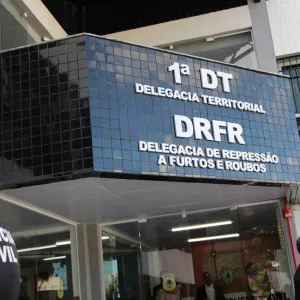 1ª DT
DELEGACIA TERRITORIAL
DRFR
DELEGACIA DE REPRESSÃO
A FURTOS E ROUBOS